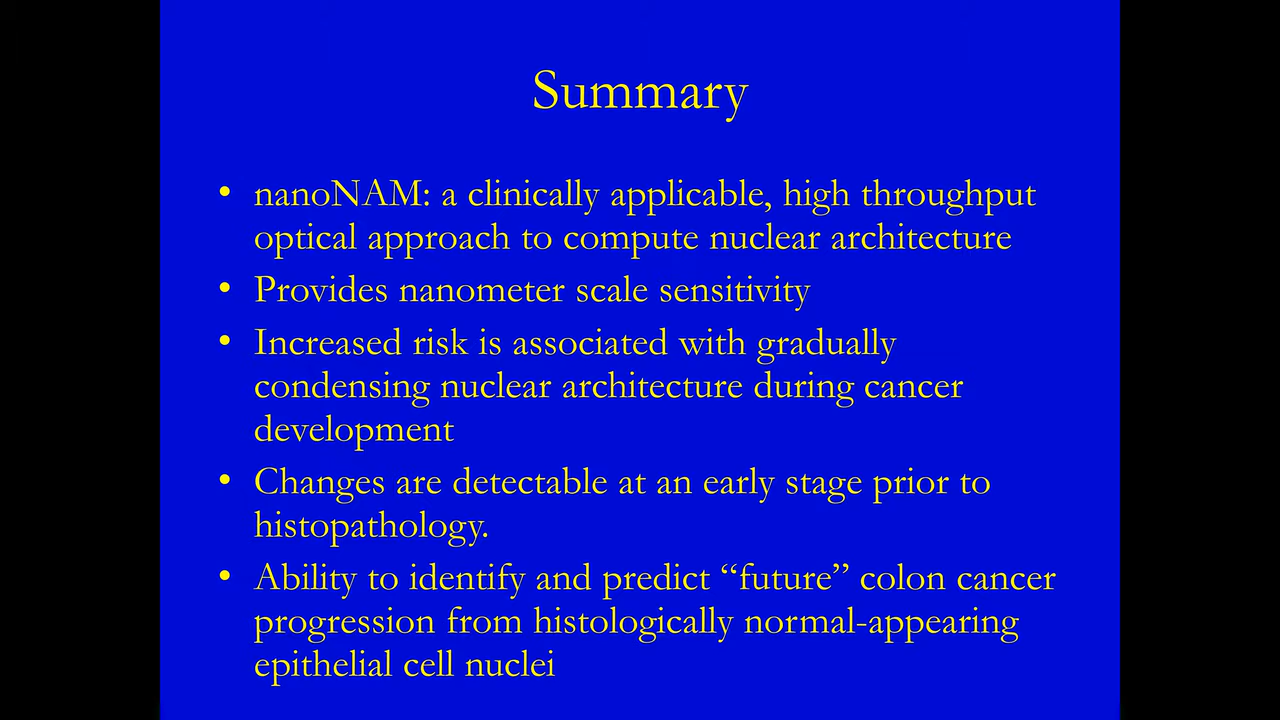 Summary
• nanoNAM: a clinically applicable, high throughput
optical approach to compute nuclear architecture
• Provides nanometer scale sensitivity
• Increased risk is associated with gradually
condensing nuclear architecture during cancer
development
• Changes are detectable at an early stage prior to
histopathology.
• Ability to identify and predict “future” colon cancer
progression from histologically normal-appearing
epithelial cell nuclei